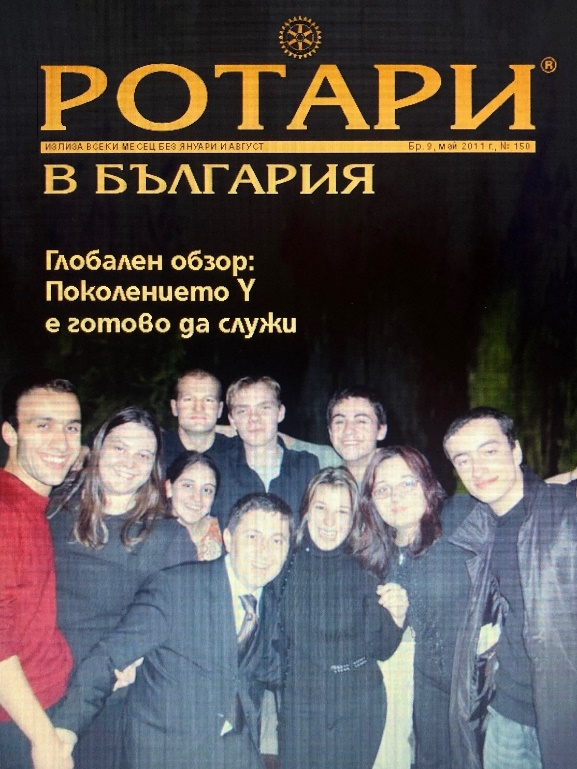 РОТАРИ®
ИЗЛИЗА ВСЕКИ МЕСЕЦ БЕЗ ЯНУАРИ И АВГУСТ
Бр. 9, май 2011 г., № 150
В БЪЛГАРИЯ
Глобален обзор:
Поколението Y
е готово да служи